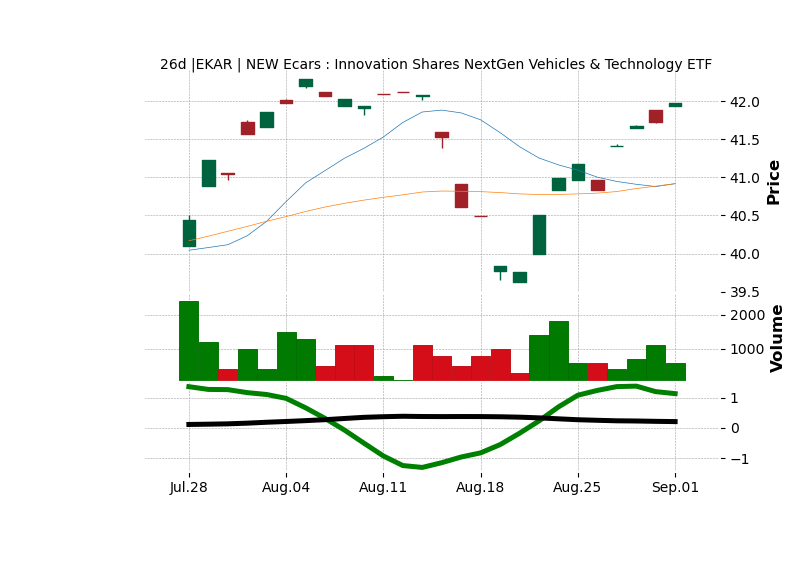 26d |EKAR | NEW Ecars : Innovation Shares NextGen Vehicles & Technology ETF
42.0
41.5
41.0
40.5
40.0
39.5
Price
2000
1000
Volume
1
0
−1
Jul.28 Aug.04 Aug.11 Aug.18 Aug.25 Sep.01